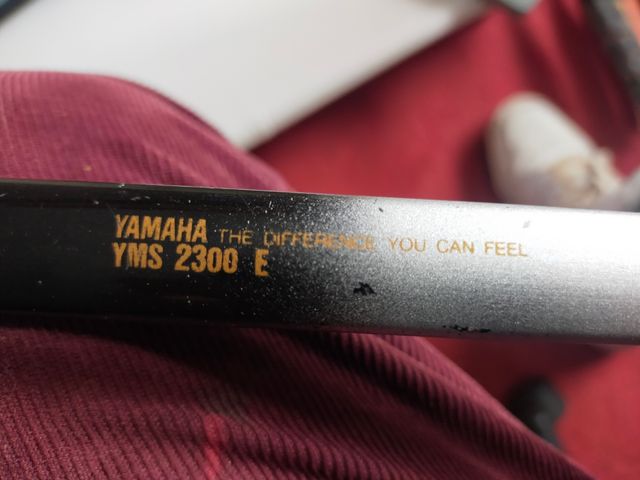 YAMAHA THE DIFFERENCE YOU CAN FEEL
YMS 2300 E